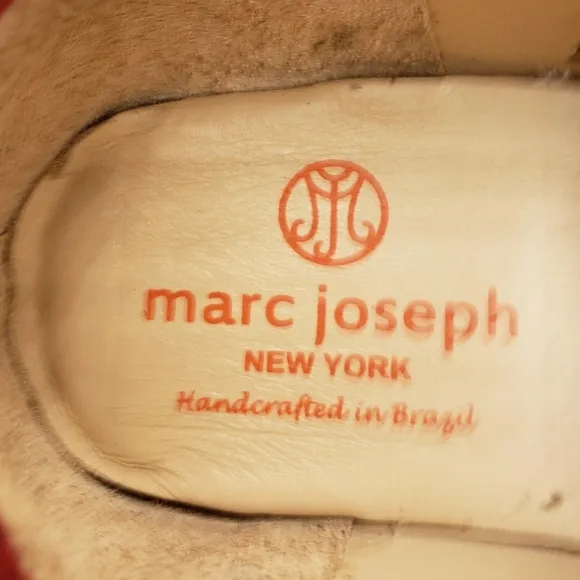 marc joseph
NEW YORK
Handcrafted in Brazil